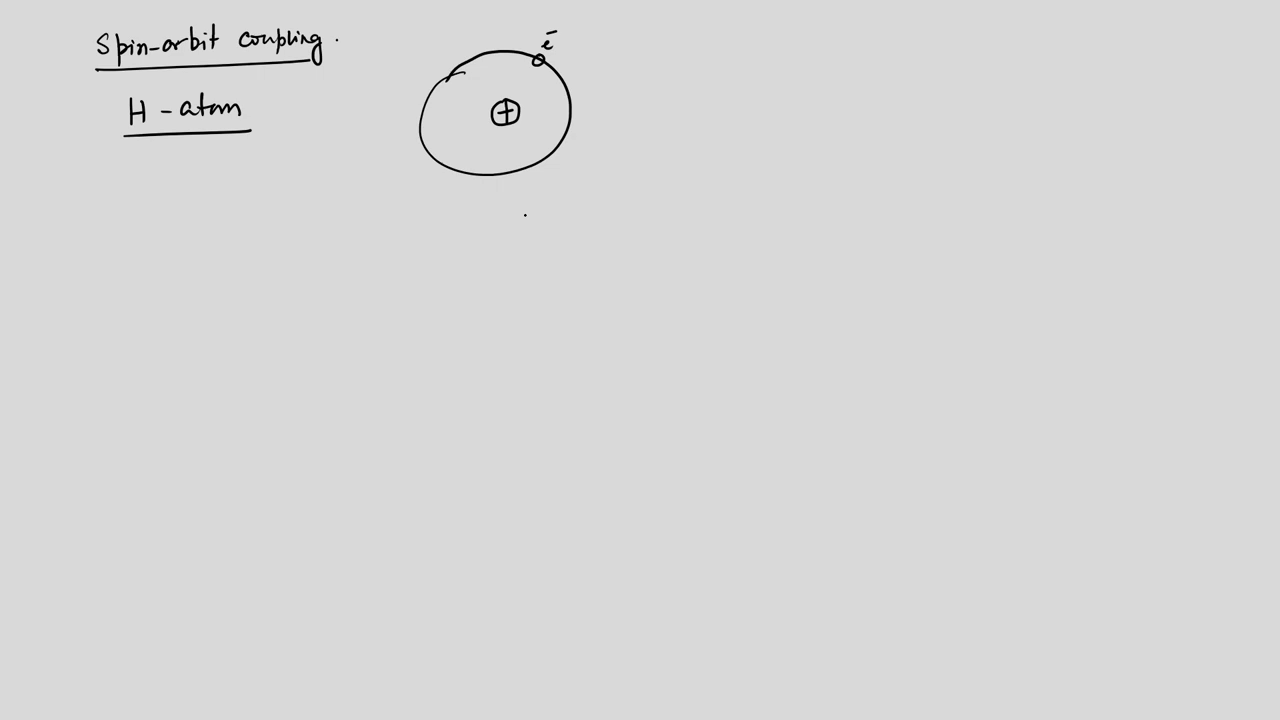 Spin-orbit coupling.
H - atom
e⁻
+